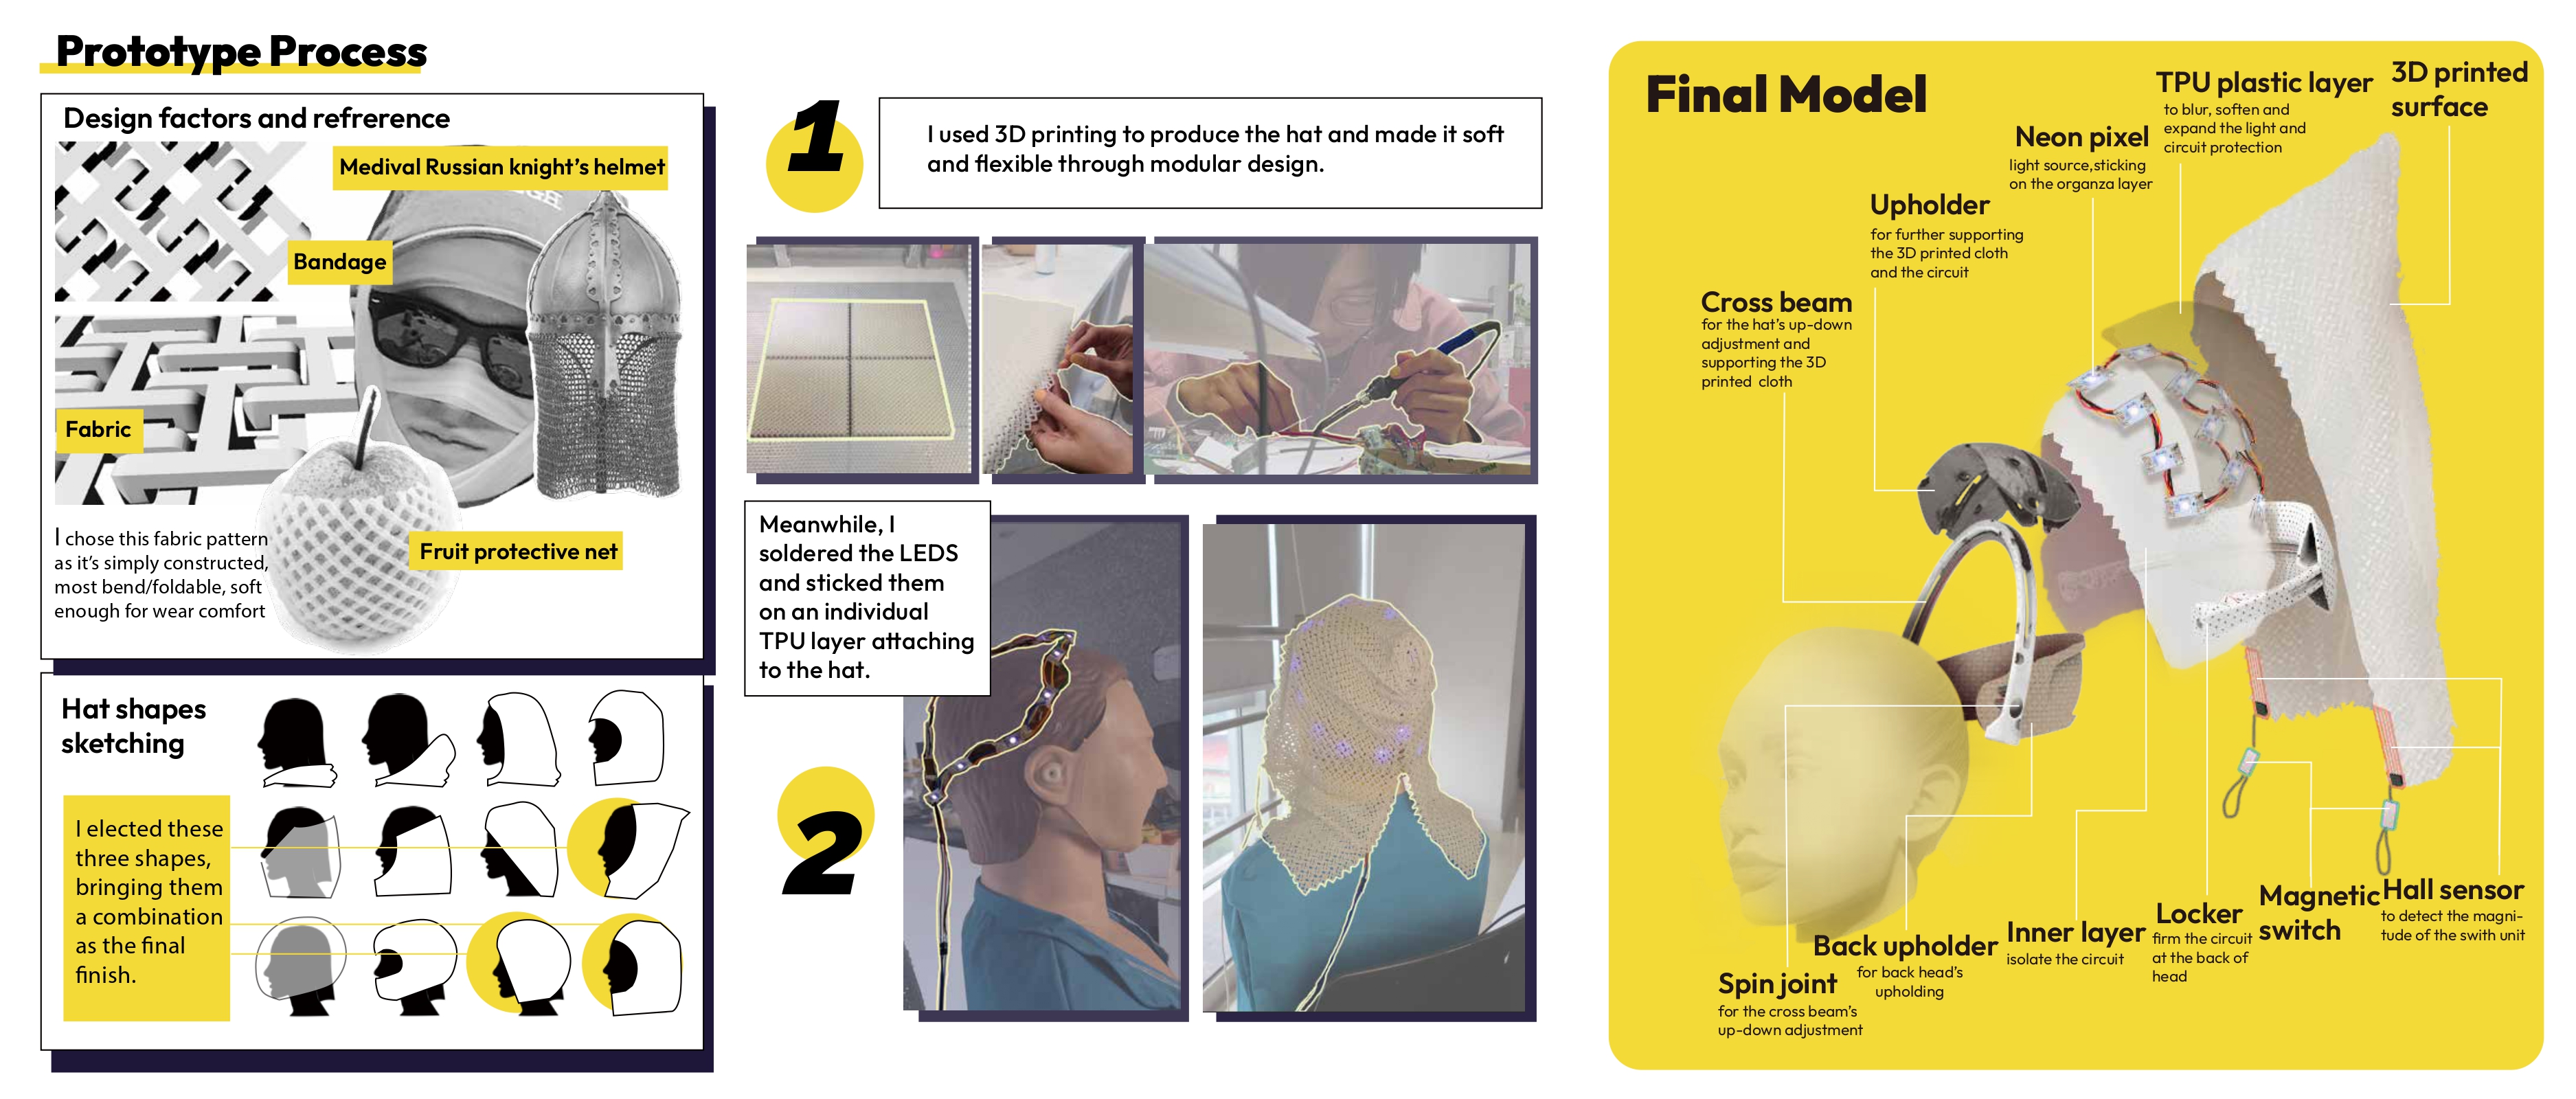 Prototype Process
Design factors and refrerence
Medival Russian knight's helmet
Bandage
Fabric
Fruit protective net
I chose this fabric pattern
as it's simply constructed,
most bend/foldable, soft
enough for wear comfort
Hat shapes
sketching
I elected these
three shapes,
bringing them
a combination
as the final
finish.
1
I used 3D printing to produce the hat and made it soft
and flexible through modular design.
Meanwhile, I
soldered the LEDS
and sticked them
on an individual
TPU layer attaching
to the hat.
2
Final Model
3D printed
surface
TPU plastic layer
to blur, soften and
expand the light and
circuit protection
Neon pixel
light source,sticking
on the organza layer
Upholder
for further supporting
the 3D printed cloth
and the circuit
Cross beam
for the hat's up-down
adjustment and
supporting the 3D
printed cloth
Spin joint
for the cross beam's
up-down adjustment
Back upholder
for back head's
upholding
Inner layer
isolate the circuit
Locker
firm the circuit
at the back of
head
Magnetic
switch
Hall sensor
to detect the magni-
tude of the swith unit